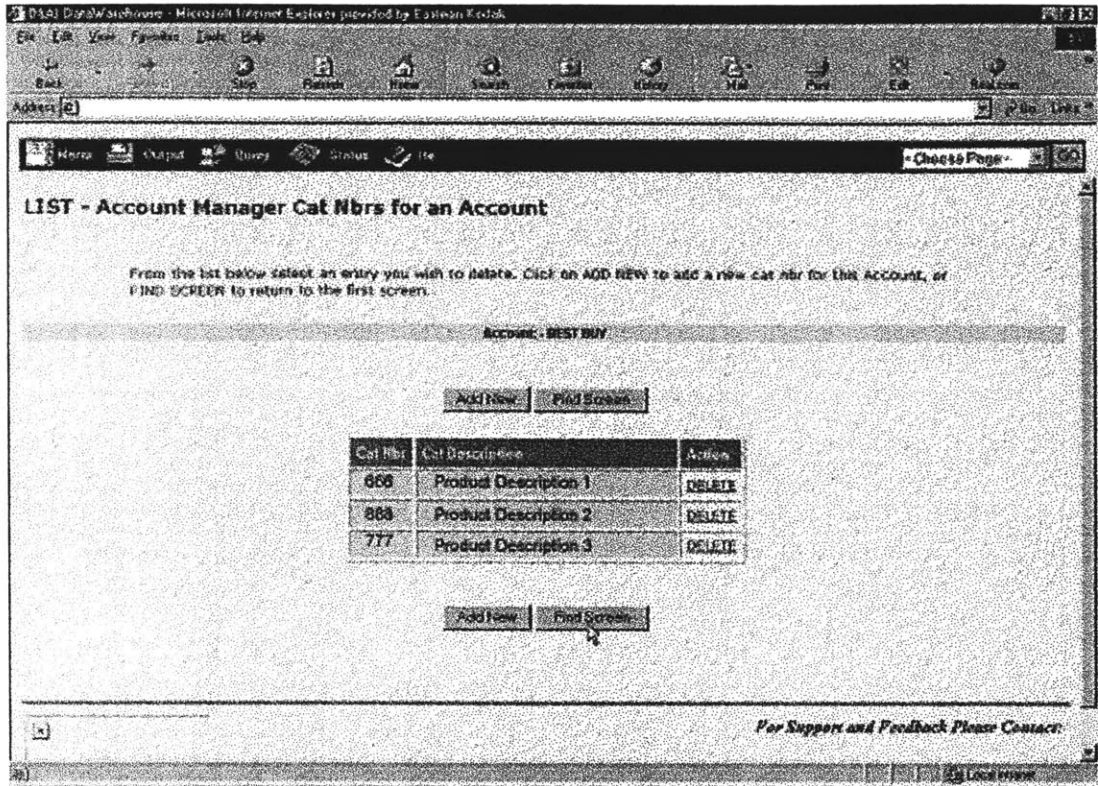 D&AI DataWarehouse - Microsoft Internet Explorer provided by Eastman Kodak
File Edit View Favorites Tools Help
Back Stop Refresh Home Search Favorites History Mail Print Edit
Address
Go Links
Home Output Query Status
-Choose Page- GO
LIST - Account Manager Cat Nbrs for an Account
From the list below select an entry you wish to delete. Click on ADD NEW to add a new cat nbr for this Account, or
FIND SCREEN to return to the first screen.
Account: - BEST BUY
Add New Find Screen
Cat Nbr Cat Description Action
666 Product Description 1 DELETE
888 Product Description 2 DELETE
777 Product Description 3 DELETE
Add New Find Screen
For Support and Feedback Please Contact:
Local intranet